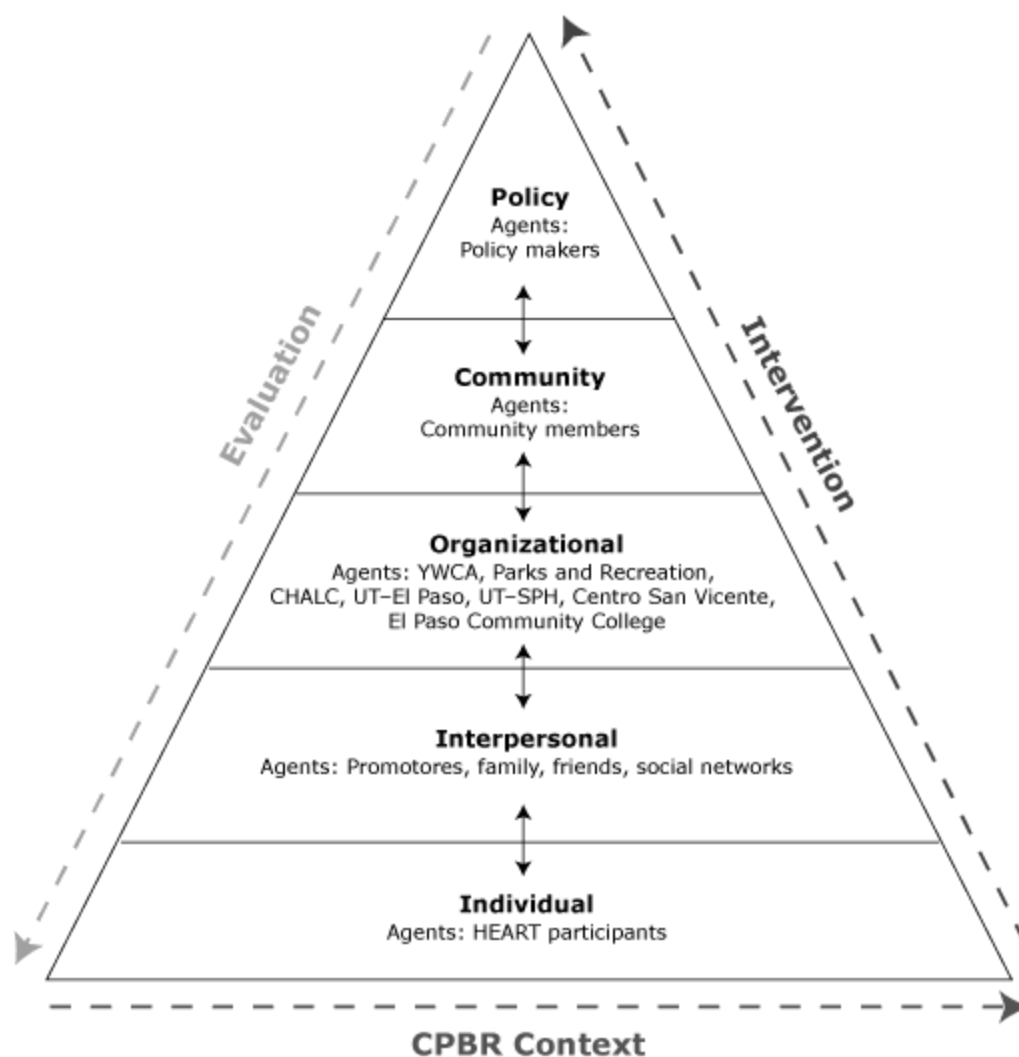 Policy
Agents:
Policy makers
Evaluation
Intervention
Community
Agents:
Community members
Organizational
Agents: YWCA, Parks and Recreation,
CHALC, UT–El Paso, UT–SPH, Centro San Vicente,
El Paso Community College
Interpersonal
Agents: Promotores, family, friends, social networks
Individual
Agents: HEART participants
CPBR Context